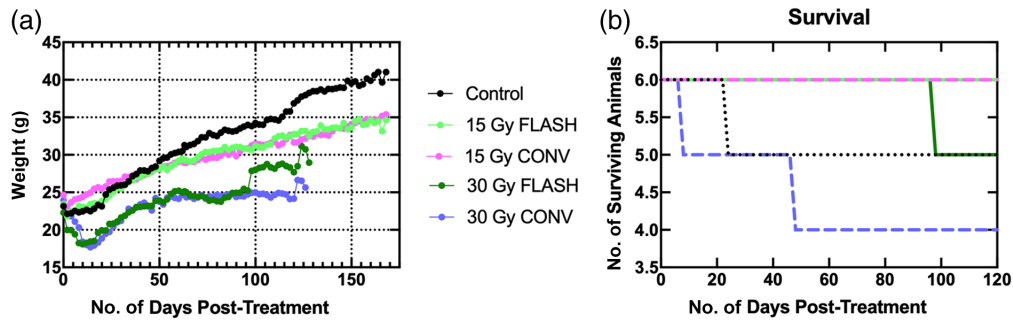 (a)
45
40
35
30
25
20
15
Weight (g)
0
50
100
150
No. of Days Post-Treatment
Control
15 Gy FLASH
15 Gy CONV
30 Gy FLASH
30 Gy CONV
(b)
Survival
6.5
6.0
5.5
5.0
4.5
4.0
3.5
No. of Surviving Animals
0
20
40
60
80
100
120
No. of Days Post-Treatment